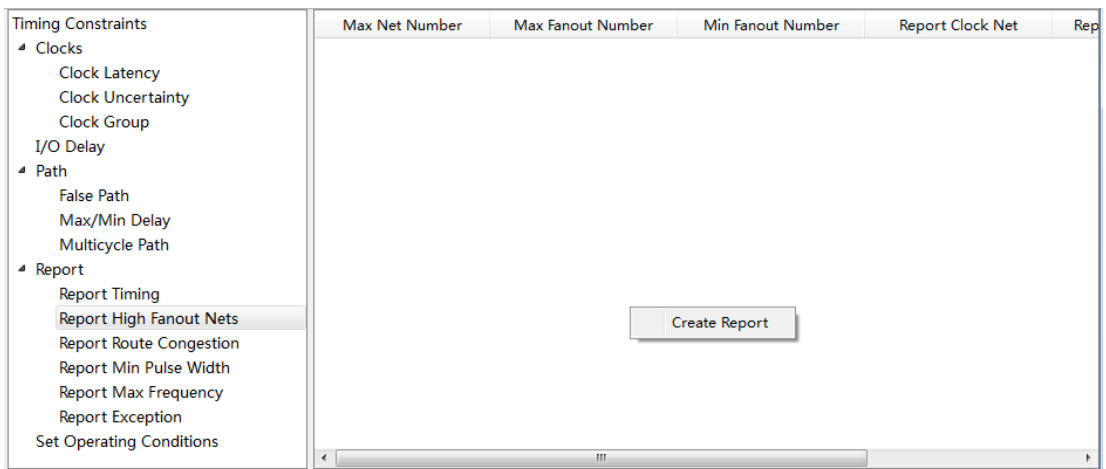 Timing Constraints
Clocks
Clock Latency
Clock Uncertainty
Clock Group
I/O Delay
Path
False Path
Max/Min Delay
Multicycle Path
Report
Report Timing
Report High Fanout Nets
Report Route Congestion
Report Min Pulse Width
Report Max Frequency
Report Exception
Set Operating Conditions
Max Net Number Max Fanout Number Min Fanout Number Report Clock Net Rep
Create Report